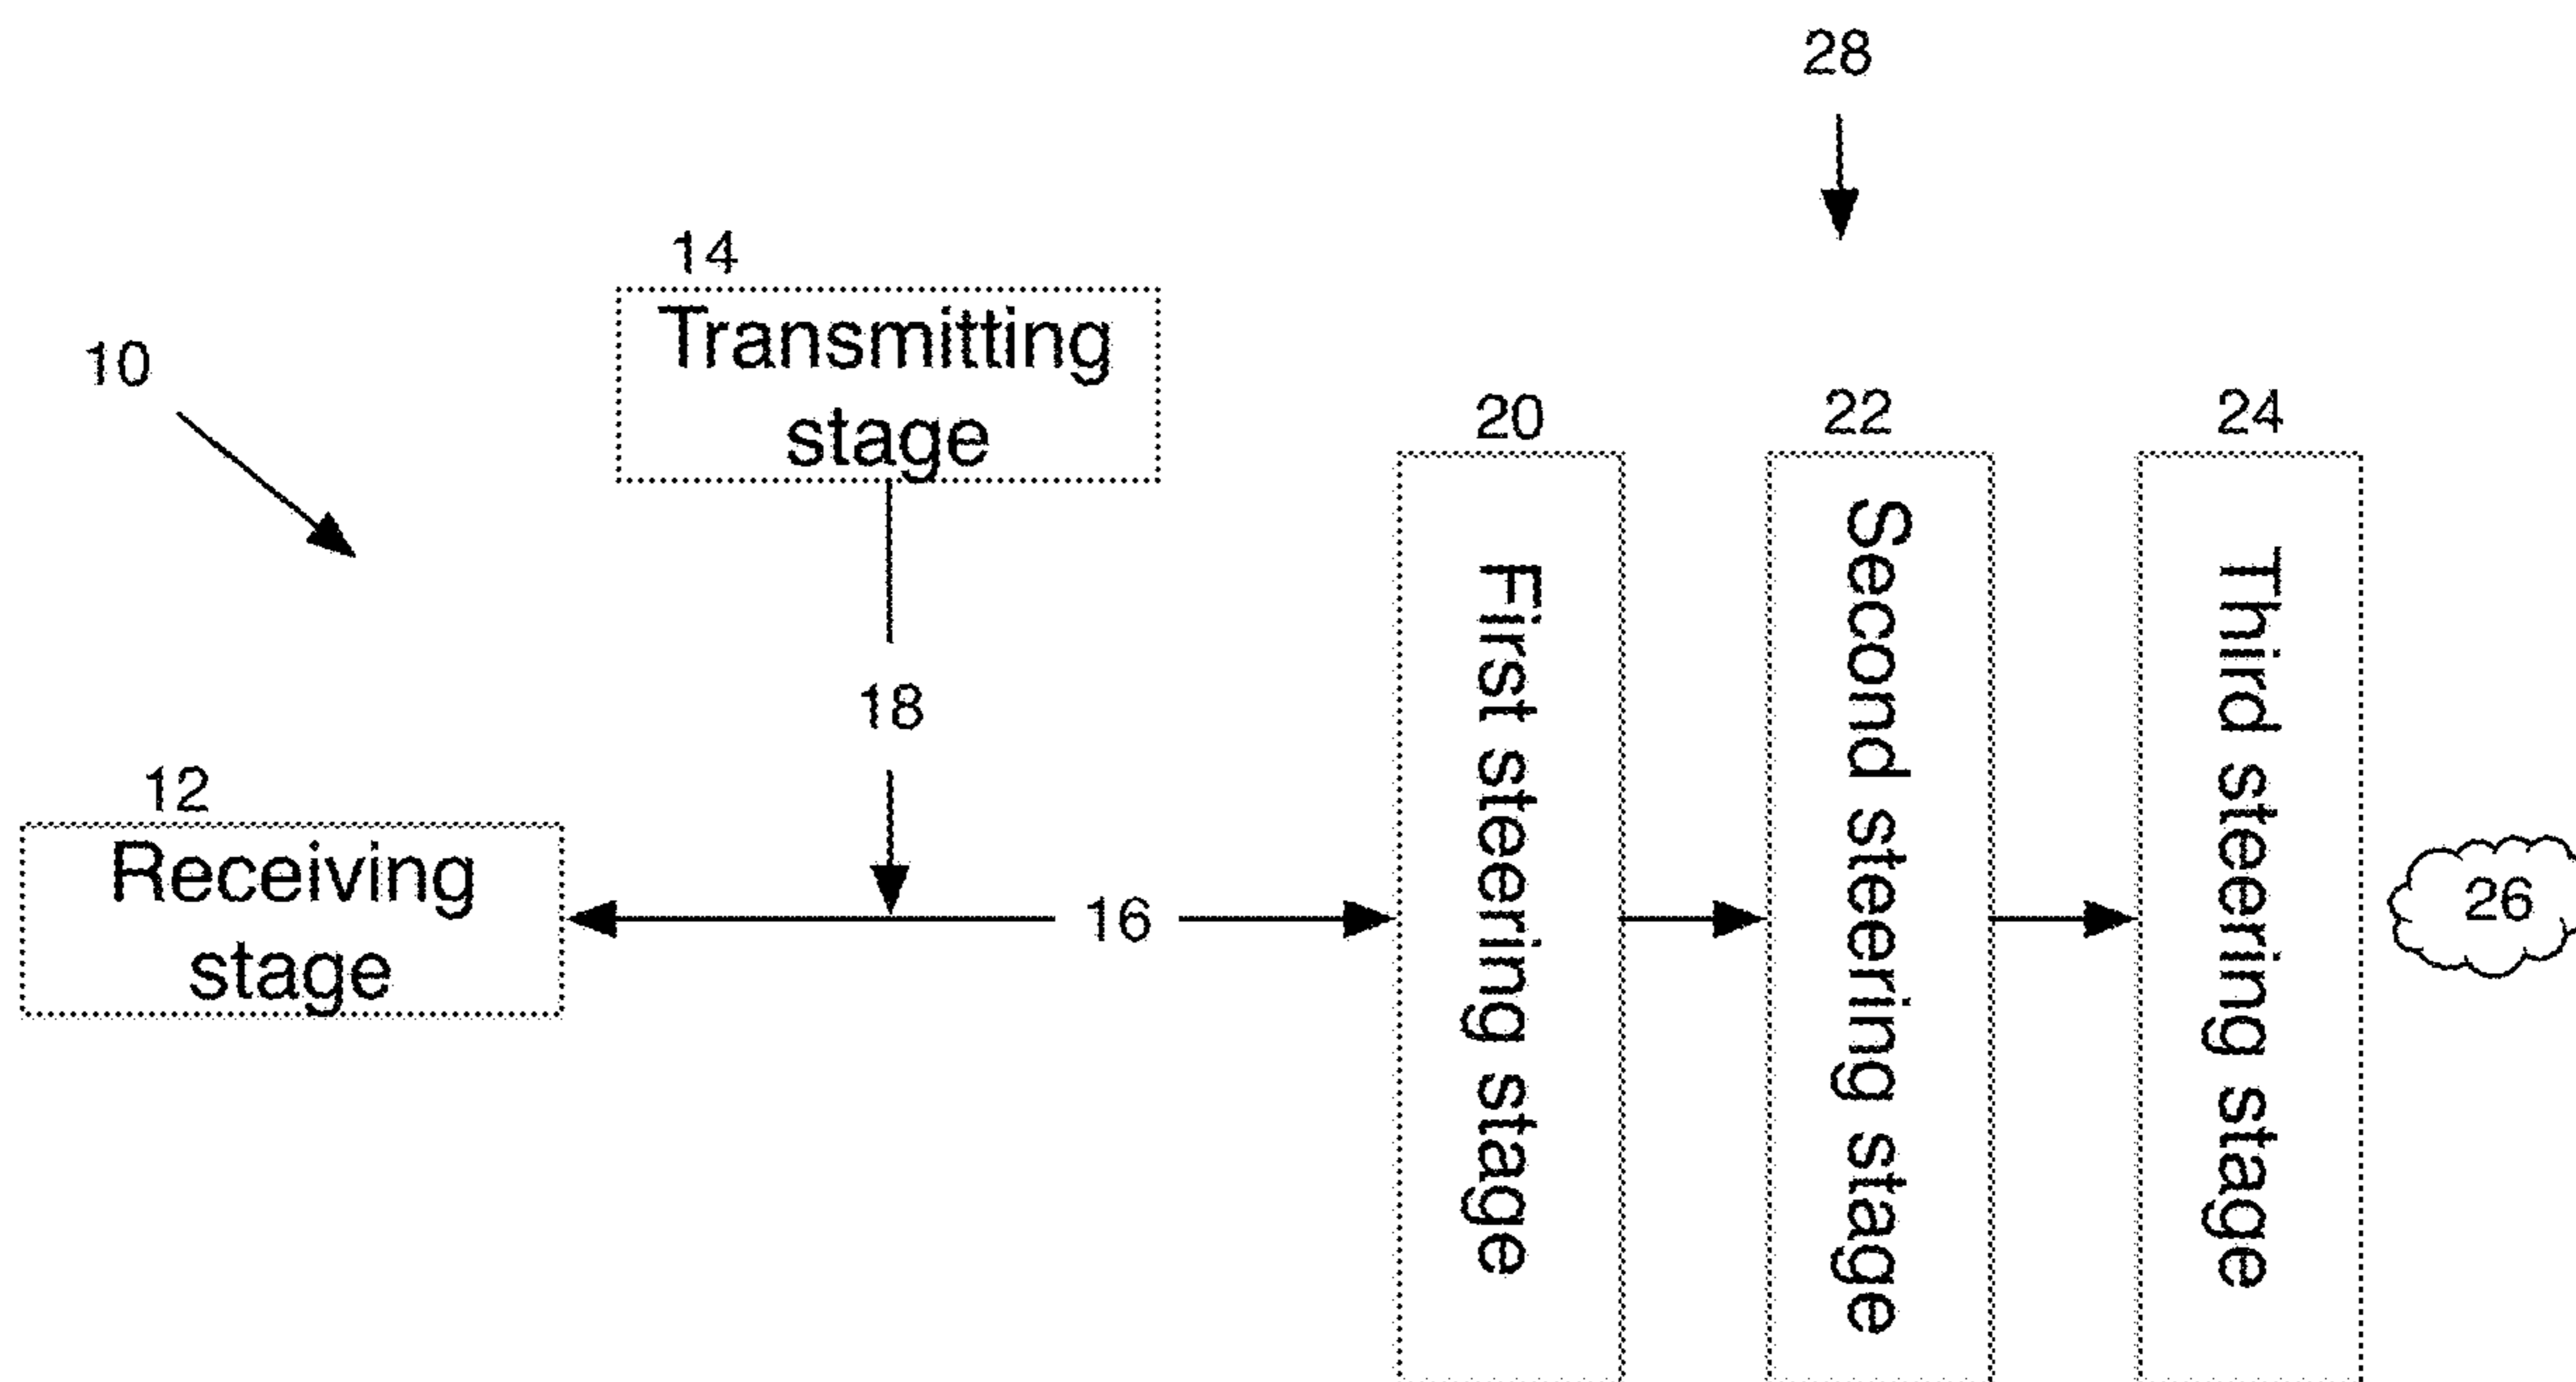 28
14
Transmitting
stage
10
20
22
24
First steering stage
Second steering stage
Third steering stage
18
12
Receiving
stage
16
26